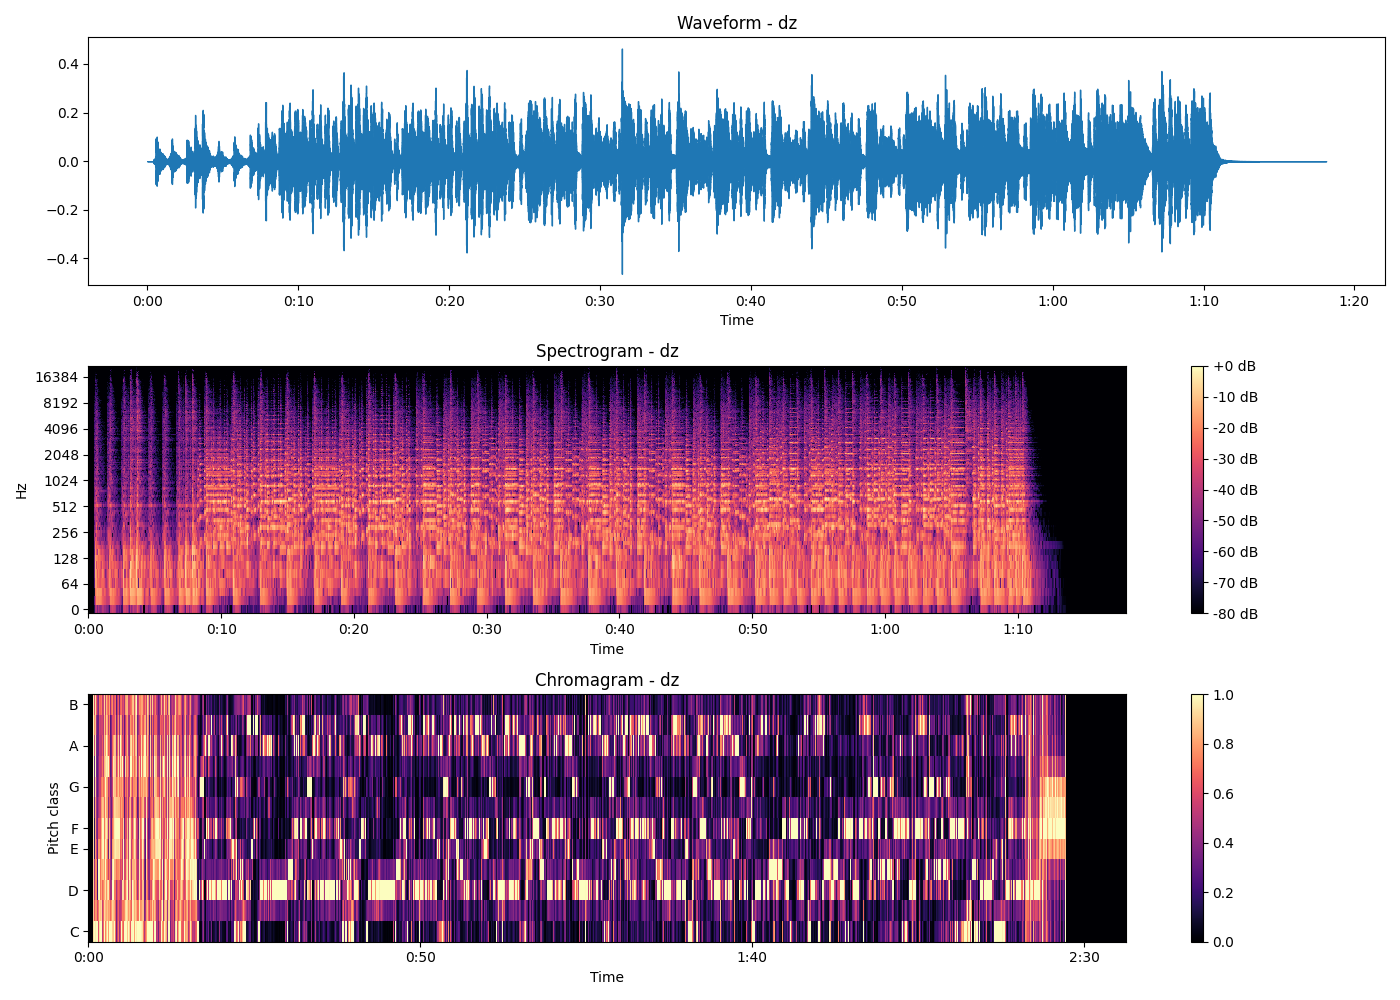 Waveform - dz
0.4
0.2
0.0
−0.2
−0.4
0:00 0:10 0:20 0:30 0:40 0:50 1:00 1:10 1:20
Time
Spectrogram - dz
Hz
16384
8192
4096
2048
1024
512
256
128
64
0
0:00 0:10 0:20 0:30 0:40 0:50 1:00 1:10
Time
+0 dB
-10 dB
-20 dB
-30 dB
-40 dB
-50 dB
-60 dB
-70 dB
-80 dB
Chromagram - dz
Pitch class
B
A
G
F
E
D
C
0:00 0:50 1:40 2:30
Time
1.0
0.8
0.6
0.4
0.2
0.0